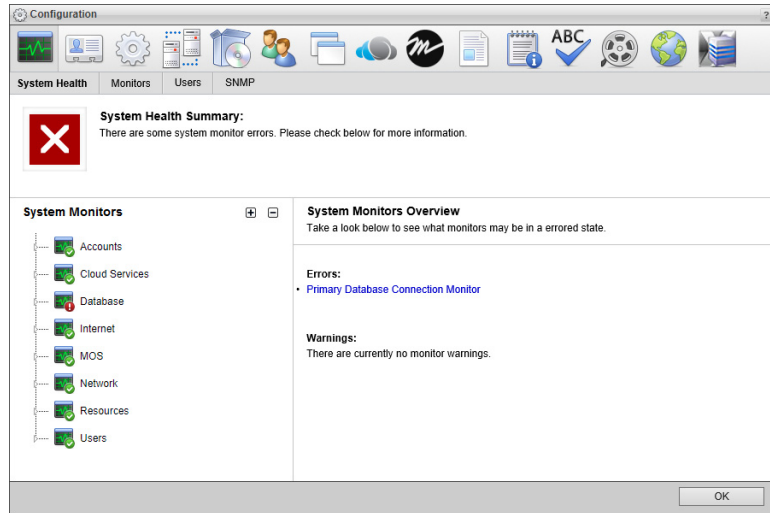 Configuration
?
ABC
System Health Monitors Users SNMP
System Health Summary:
There are some system monitor errors. Please check below for more information.
System Monitors
Accounts
Cloud Services
Database
Internet
MOS
Network
Resources
Users
System Monitors Overview
Take a look below to see what monitors may be in a errored state.
Errors:
• Primary Database Connection Monitor
Warnings:
There are currently no monitor warnings.
OK